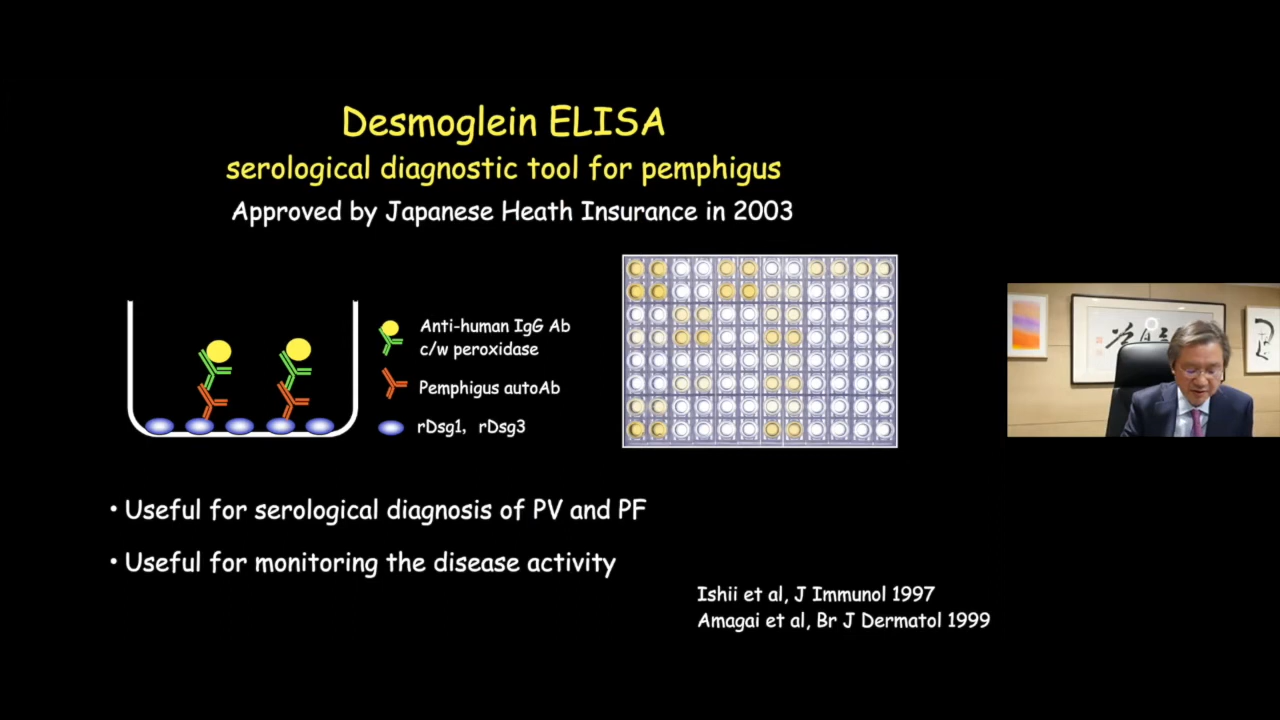 Desmoglein ELISA
serological diagnostic tool for pemphigus
Approved by Japanese Heath Insurance in 2003
Anti-human IgG Ab
c/w peroxidase
Pemphigus autoAb
rDsg1, rDsg3
• Useful for serological diagnosis of PV and PF
• Useful for monitoring the disease activity
Ishii et al, J Immunol 1997
Amagai et al, Br J Dermatol 1999